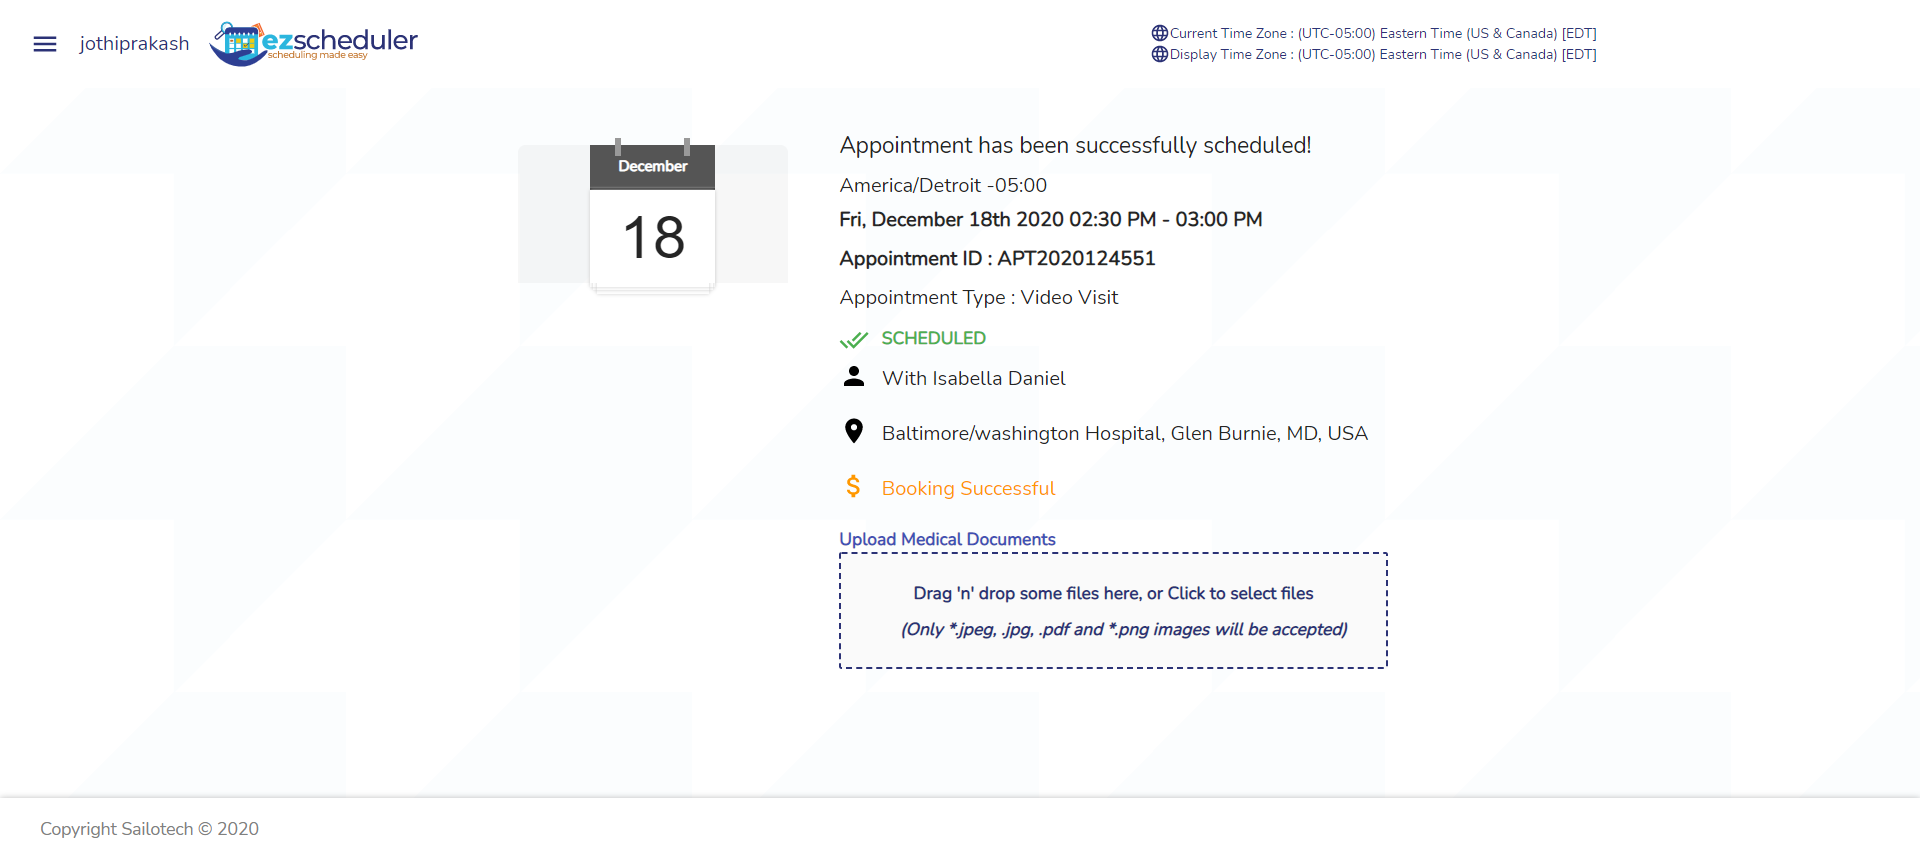 jothiprakash
ezscheduler
scheduling made easy
Current Time Zone : (UTC-05:00) Eastern Time (US & Canada) [EDT]
Display Time Zone : (UTC-05:00) Eastern Time (US & Canada) [EDT]
December
18
Appointment has been successfully scheduled!
America/Detroit -05:00
Fri, December 18th 2020 02:30 PM - 03:00 PM
Appointment ID : APT2020124551
Appointment Type : Video Visit
SCHEDULED
With Isabella Daniel
Baltimore/washington Hospital, Glen Burnie, MD, USA
$ Booking Successful
Upload Medical Documents
Drag 'n' drop some files here, or Click to select files
(Only *.jpeg, .jpg, .pdf and *.png images will be accepted)
Copyright Sailotech © 2020